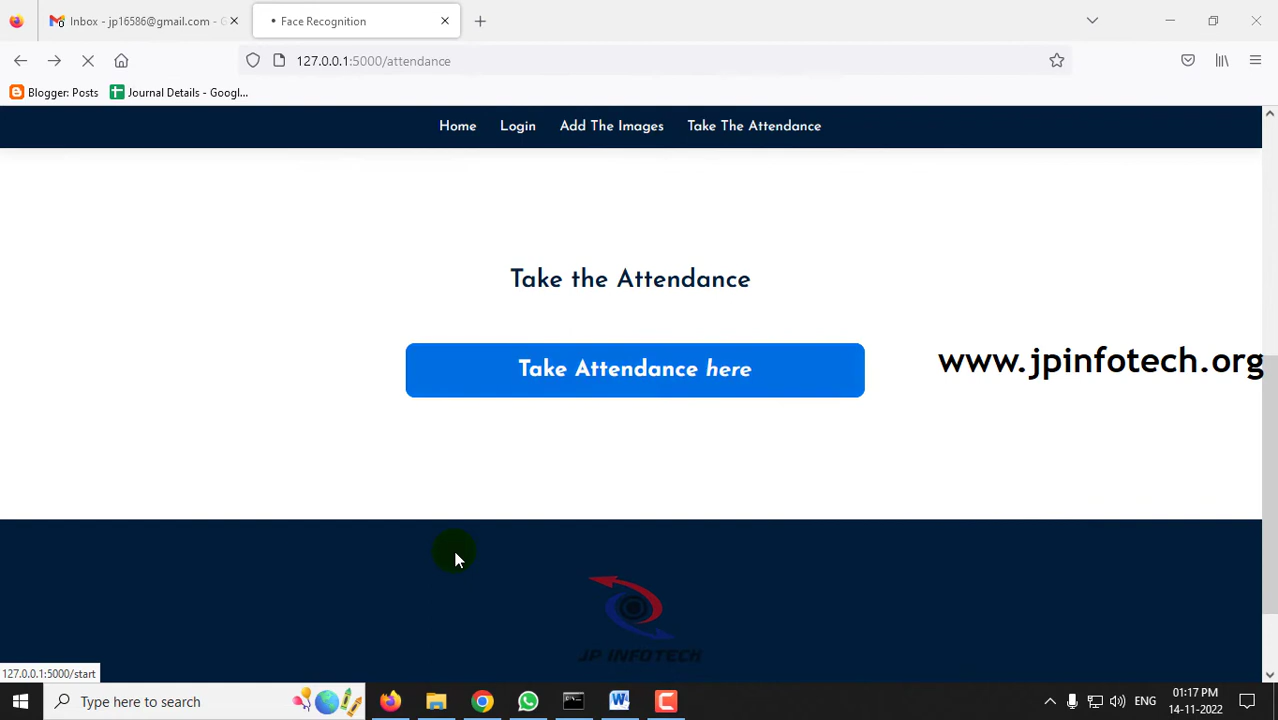 Inbox - jp16586@gmail.com - G
Face Recognition
127.0.0.1:5000/attendance
Blogger: Posts
Journal Details - Googl...
Home
Login
Add The Images
Take The Attendance
Take the Attendance
Take Attendance here
www.jpinfotech.org
JP INFOTECH
127.0.0.1:5000/start
Type here to search
ENG
01:17 PM
14-11-2022